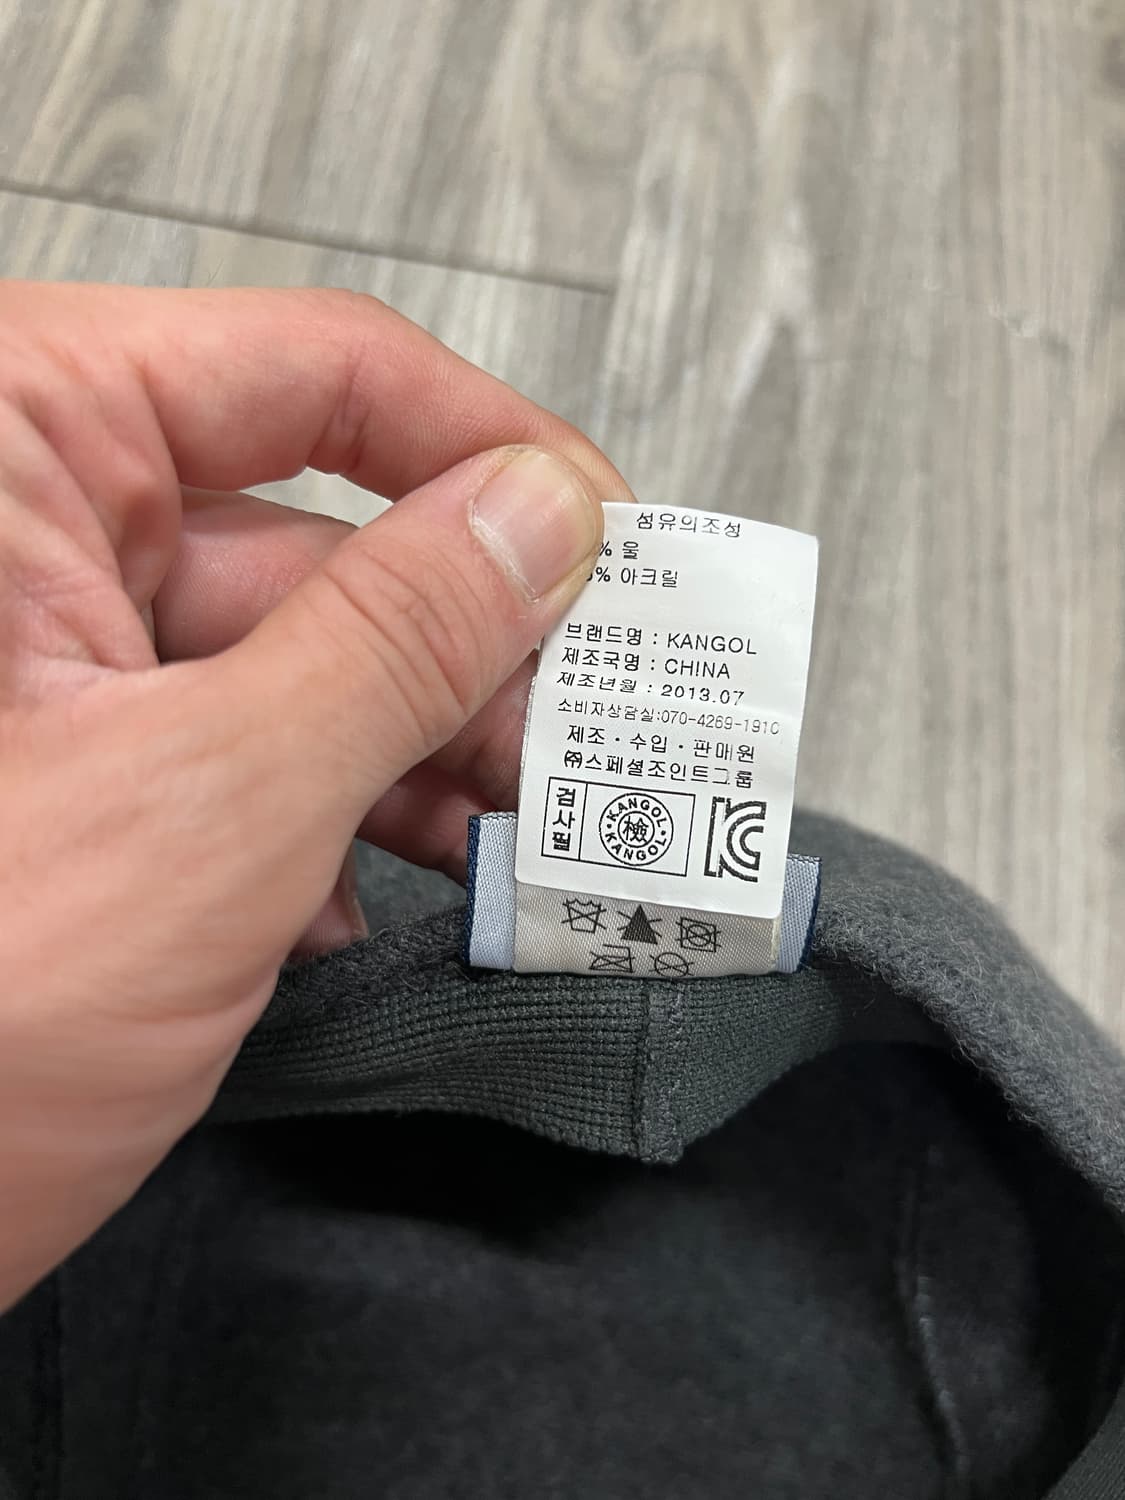 섬유의조성
% 울
% 아크릴
브랜드명 : KANGOL
제조국명 : CHINA
제조년월 : 2013.07
소비자상담실:070-4269-1910
제조 · 수입 · 판매원
㈜스페셜조인트그룹
검사필
KANGOL
檢
KANGOL